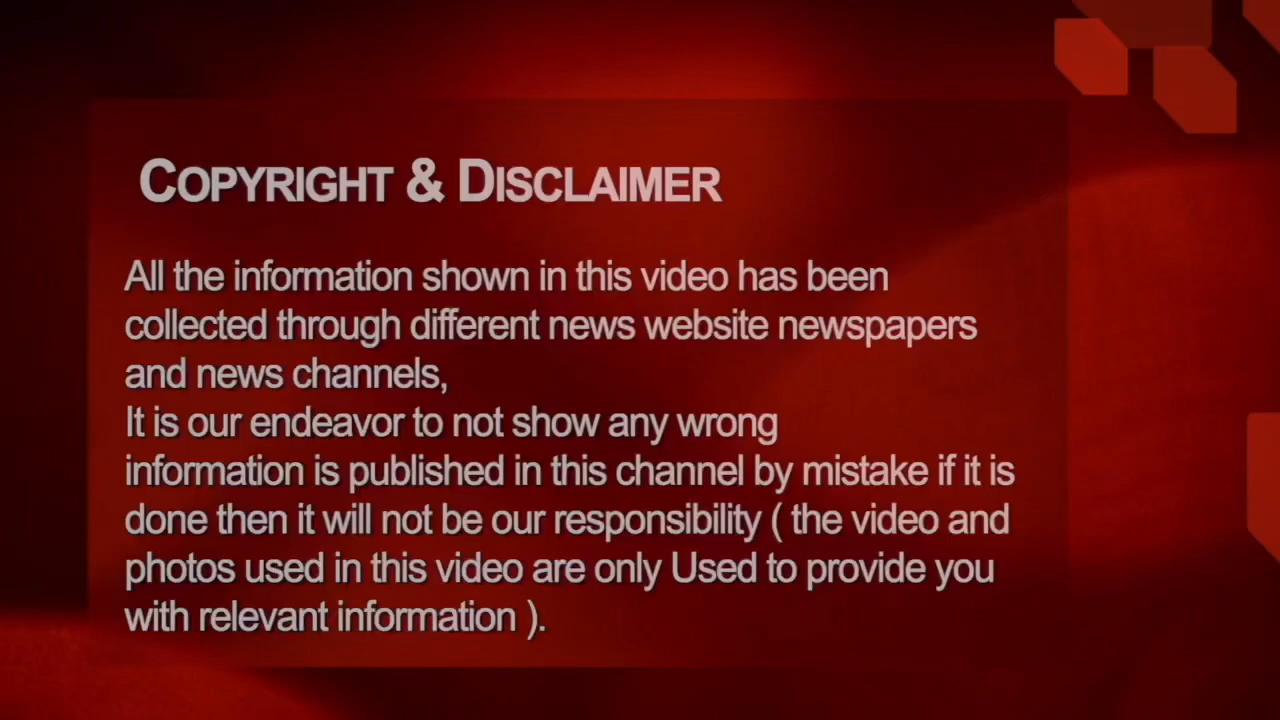 COPYRIGHT & DISCLAIMER
All the information shown in this video has been
collected through different news website newspapers
and news channels,
It is our endeavor to not show any wrong
information is published in this channel by mistake if it is
done then it will not be our responsibility ( the video and
photos used in this video are only Used to provide you
with relevant information ).